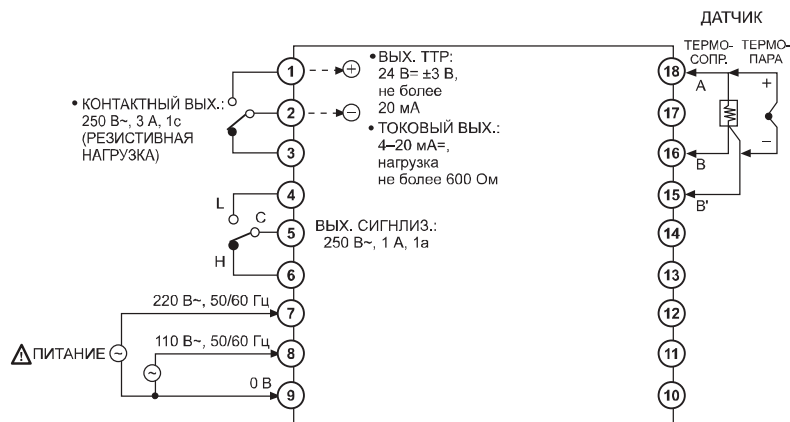 ДАТЧИК
ТЕРМО-
СОПР.
ТЕРМО-
ПАРА
• КОНТАКТНЫЙ ВЫХ.:
250 В~, 3 А, 1с
(РЕЗИСТИВНАЯ
НАГРУЗКА)
1
2
3
+
−
• ВЫХ. ТТР:
24 В= ±3 В,
не более
20 мА
• ТОКОВЫЙ ВЫХ.:
4–20 мА=,
нагрузка
не более 600 Ом
18
A
17
16
B
15
B'
+
−
L
C
H
4
5
6
ВЫХ. СИГНЛИЗ.:
250 В~, 1 А, 1а
14
13
220 В~, 50/60 Гц
7
12
ПИТАНИЕ ~
110 В~, 50/60 Гц
8
11
~
0 В
9
10